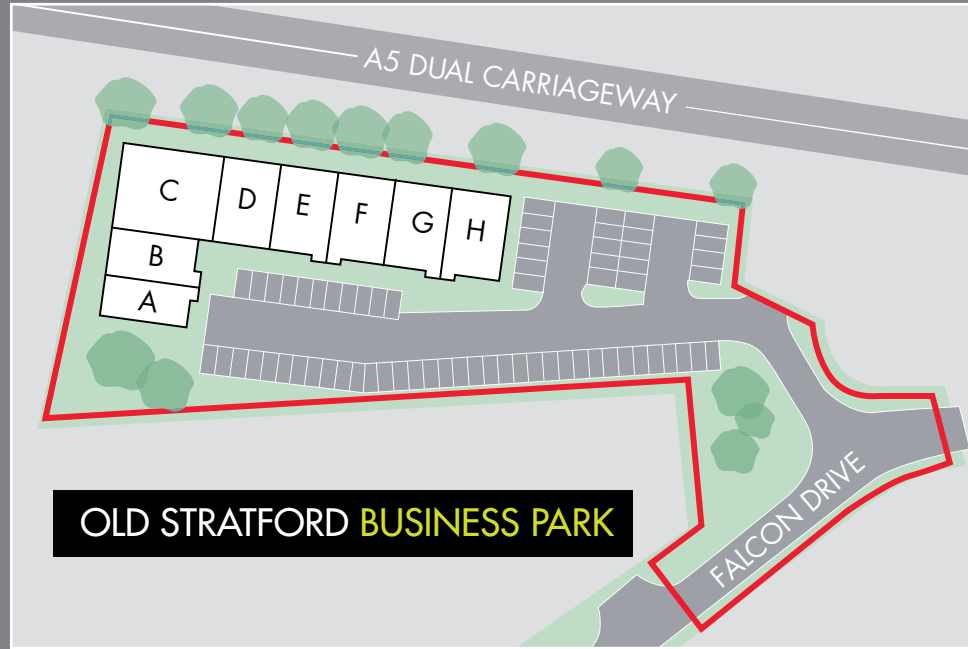 A5 DUAL CARRIAGEWAY
C
D
E
F
G
H
B
A
OLD STRATFORD BUSINESS PARK
FALCON DRIVE